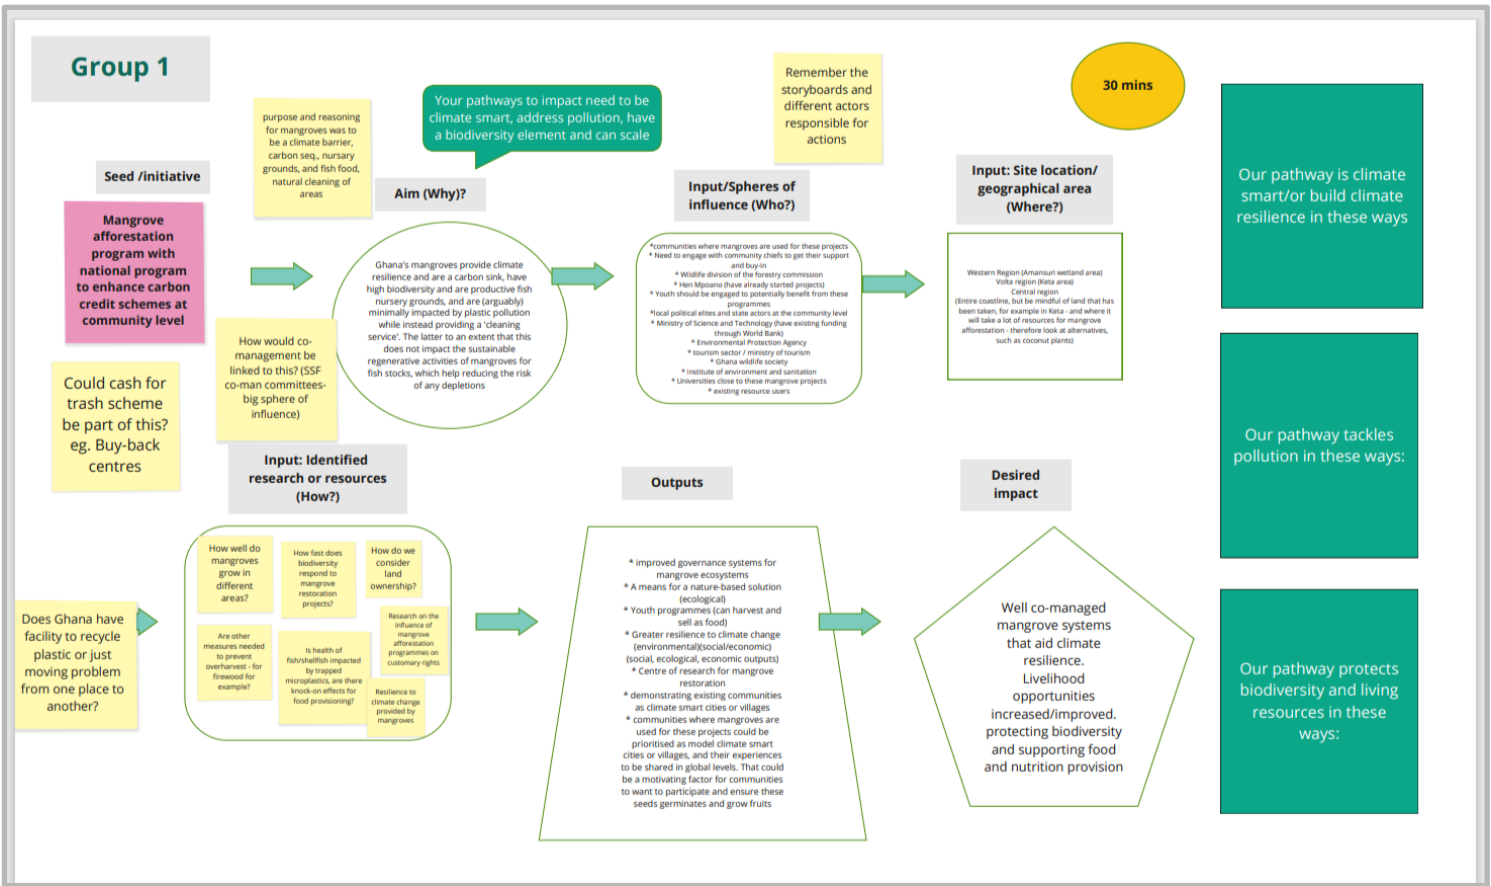 Group 1
purpose and reasoning
for mangroves was to
be a climate barrier,
carbon seq., nursary
grounds, and fish food,
natural cleaning of
areas
Your pathways to impact need to be
climate smart, address pollution, have
a biodiversity element and can scale
Remember the
storyboards and
different actors
responsible for
actions
30 mins
Seed /initiative
Mangrove
afforestation
program with
national program
to enhance carbon
credit schemes at
community level
Aim (Why)?
Ghana's mangroves provide climate
resilience and are a carbon sink, have
high biodiversity and are productive fish
nursery grounds, and are (arguably)
minimally impacted by plastic pollution
while instead providing a 'cleaning
service'. The latter to an extent that this
does not impact the sustainable
regenerative activities of mangroves for
fish stocks, which help reducing the risk
of any depletions
Input/Spheres of
influence (Who?)
*communities where mangroves are used for these projects
* Need to engage with community chiefs to get their support
and buy-in
* Wildlife division of the forestry commission
* Hen Mpoano (have already started projects)
* Youth should be engaged to potentially benefit from these
programmes
*local political elites and state actors at the community level
* Ministry of Science and Technology (have existing funding
through World Bank)
* Environmental Protection Agency
* tourism sector / ministry of tourism
* Ghana wildlife society
* Institute of environment and sanitation
* Universities close to these mangrove projects
* existing resource users
Input: Site location/
geographical area
(Where?)
Western Region (Amansuri wetland area)
Volta region (Keta area)
Central region
(Entire coastline, but be mindful of land that has
been taken, for example in Keta - and where it
will take a lot of resources for mangrove
afforestation - therefore look at alternatives,
such as coconut plants)
Our pathway is climate
smart/or build climate
resilience in these ways
How would co-
management be
linked to this? (SSF
co-man committees-
big sphere of
influence)
Could cash for
trash scheme
be part of this?
eg. Buy-back
centres
Our pathway tackles
pollution in these ways:
Input: Identified
research or resources
(How?)
How well do
mangroves
grow in
different
areas?
How fast does
biodiversity
respond to
mangrove
restoration
projects?
How do we
consider
land
ownership?
Are other
measures needed
to prevent
overharvest - for
firewood for
example?
Is health of
fish/shellfish impacted
by trapped
microplastics, are there
knock-on effects for
food provisioning?
Research on the
influence of
mangrove
afforestation
programmes on
customary rights
Resilience to
climate change
provided by
mangroves
Does Ghana have
facility to recycle
plastic or just
moving problem
from one place to
another?
Outputs
* improved governance systems for
mangrove ecosystems
* A means for a nature-based solution
(ecological)
* Youth programmes (can harvest and
sell as food)
* Greater resilience to climate change
(environmental)(social/economic)
(social, ecological, economic outputs)
* Centre of research for mangrove
restoration
* demonstrating existing communities
as climate smart cities or villages
* communities where mangroves are
used for these projects could be
prioritised as model climate smart
cities or villages, and their experiences
to be shared in global levels. That could
be a motivating factor for communities
to want to participate and ensure these
seeds germinates and grow fruits
Desired
impact
Well co-managed
mangrove systems
that aid climate
resilience.
Livelihood
opportunities
increased/improved.
protecting biodiversity
and supporting food
and nutrition provision
Our pathway protects
biodiversity and living
resources in these
ways: